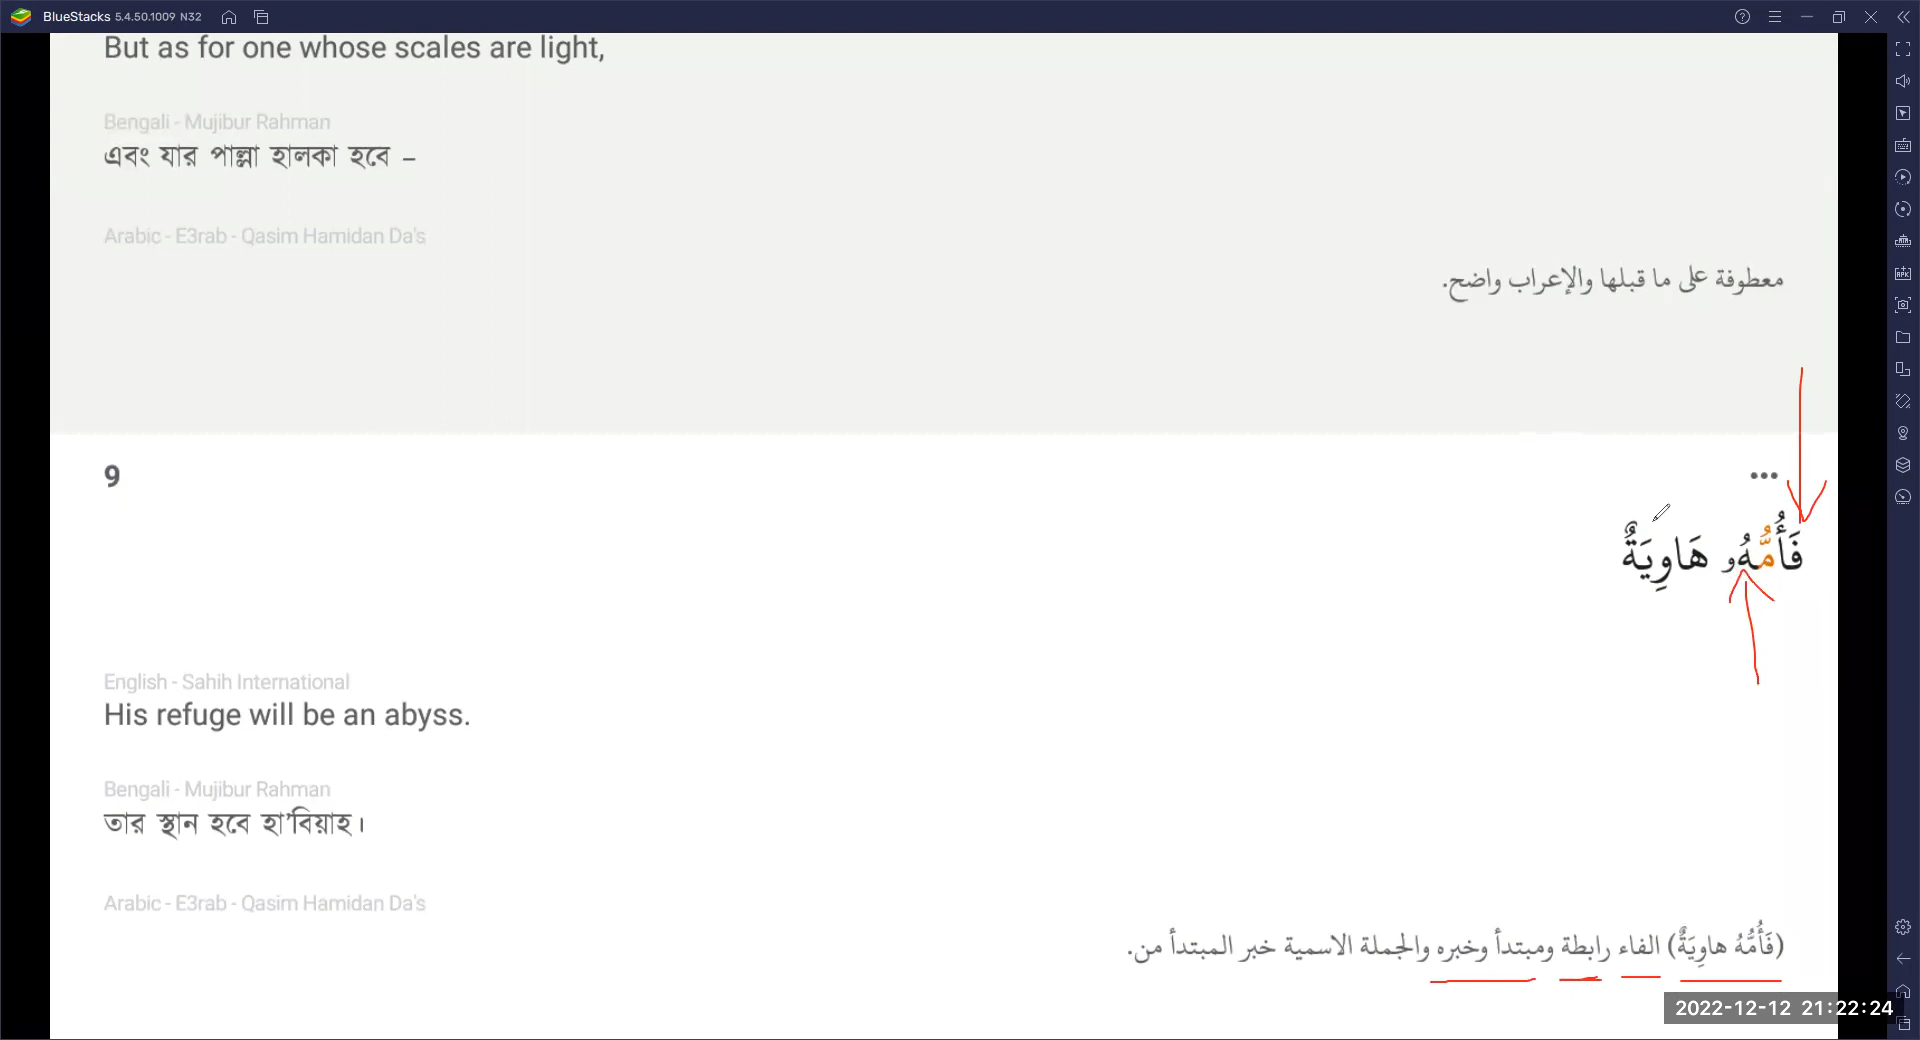 BlueStacks 5.4.50.1009 N32
But as for one whose scales are light,
Bengali - Mujibur Rahman
এবং যার পাল্লা হালকা হবে –
Arabic - E3rab - Qasim Hamidan Da's
معطوفة على ما قبلها والإعراب واضح.
9
فَأُمُّهُۥ هَاوِيَةٌ
English - Sahih International
His refuge will be an abyss.
Bengali - Mujibur Rahman
তার স্থান হবে হা’বিয়াহ।
Arabic - E3rab - Qasim Hamidan Da's
(فَأُمُّهُ هاوِيَةٌ) الفاء رابطة ومبتدأ وخبره والجملة الاسمية خبر المبتدأ من.
2022-12-12 21:22:24